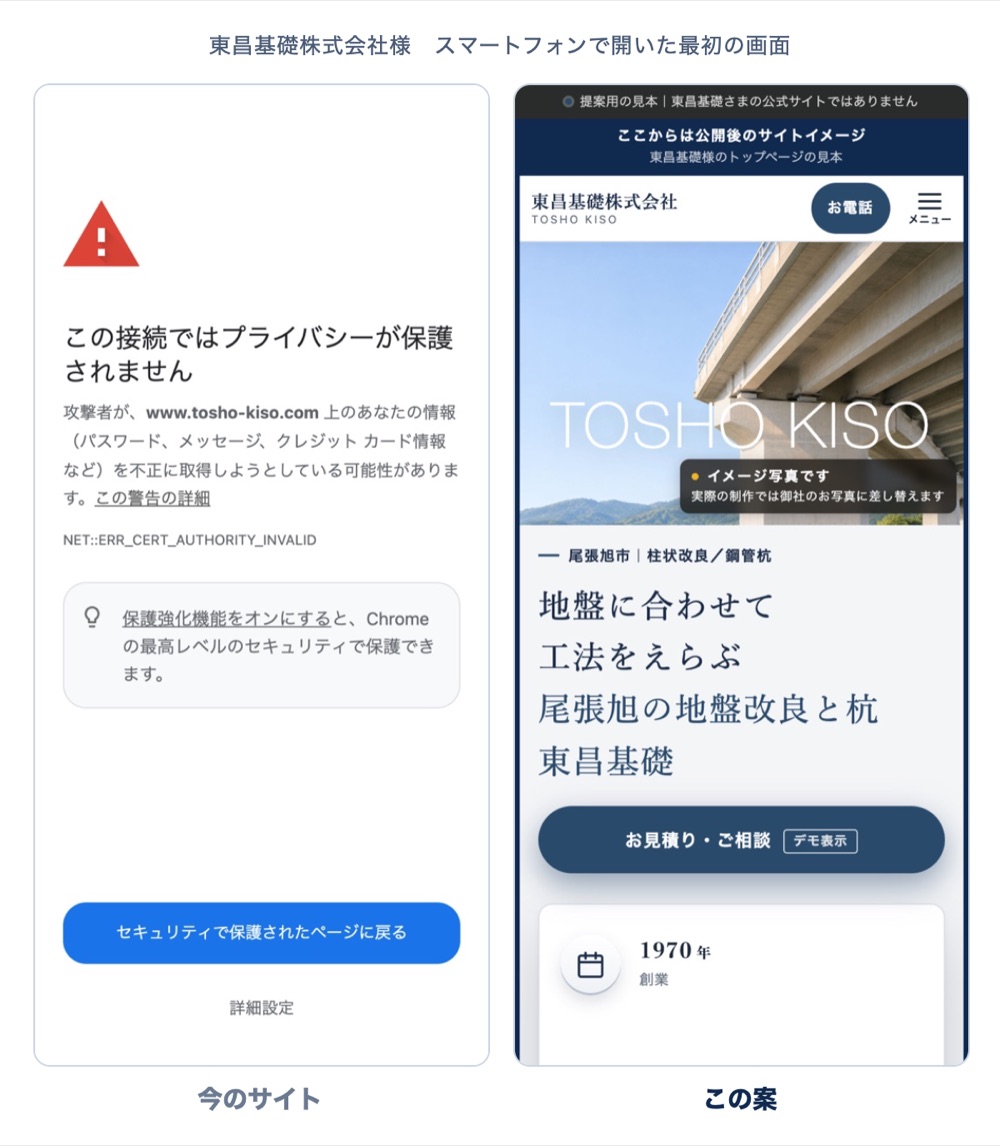 東昌基礎株式会社様　スマートフォンで開いた最初の画面
この接続ではプライバシーが保護
されません
攻撃者が、www.tosho-kiso.com 上のあなたの情報
（パスワード、メッセージ、クレジット カード情報
など）を不正に取得しようとしている可能性がありま
す。この警告の詳細
NET::ERR_CERT_AUTHORITY_INVALID
保護強化機能をオンにすると、Chrome
の最高レベルのセキュリティで保護でき
ます。
セキュリティで保護されたページに戻る
詳細設定
今のサイト
提案用の見本｜東昌基礎さまの公式サイトではありません
ここからは公開後のサイトイメージ
東昌基礎様のトップページの見本
東昌基礎株式会社
TOSHO KISO
お電話
メニュー
TOSHO KISO
イメージ写真です
実際の制作では御社のお写真に差し替えます
尾張旭市｜柱状改良／鋼管杭
地盤に合わせて
工法をえらぶ
尾張旭の地盤改良と杭
東昌基礎
お見積り・ご相談 デモ表示
1970 年
創業
この案